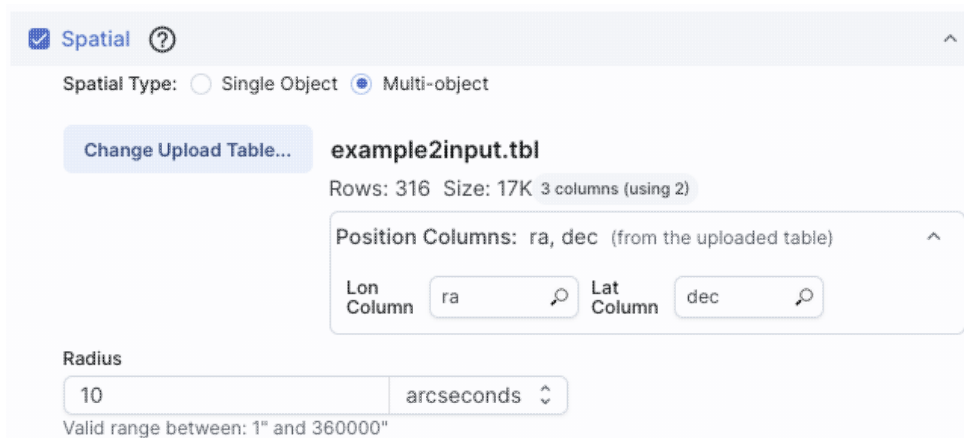 Spatial ?
Spatial Type: Single Object Multi-object
Change Upload Table... example2input.tbl
Rows: 316 Size: 17K 3 columns (using 2)
Position Columns: ra, dec (from the uploaded table)
Lon Column ra Lat Column dec
Radius
10 arcseconds
Valid range between: 1" and 360000"